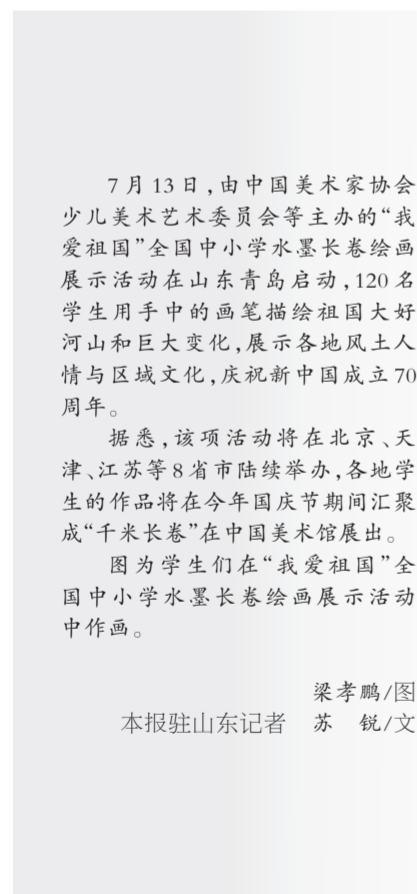 7月13日,由中国美术家协会
少儿美术艺术委员会等主办的“我
爱祖国”全国中小学水墨长卷绘画
展示活动在山东青岛启动,120名
学生用手中的画笔描绘祖国大好
河山和巨大变化,展示各地风土人
情与区域文化,庆祝新中国成立70
周年。
据悉,该项活动将在北京、天
津、江苏等8省市陆续举办,各地学
生的作品将在今年国庆节期间汇聚
成“千米长卷”在中国美术馆展出。
图为学生们在“我爱祖国”全
国中小学水墨长卷绘画展示活动
中作画。
梁孝鹏/图
本报驻山东记者 苏 锐/文